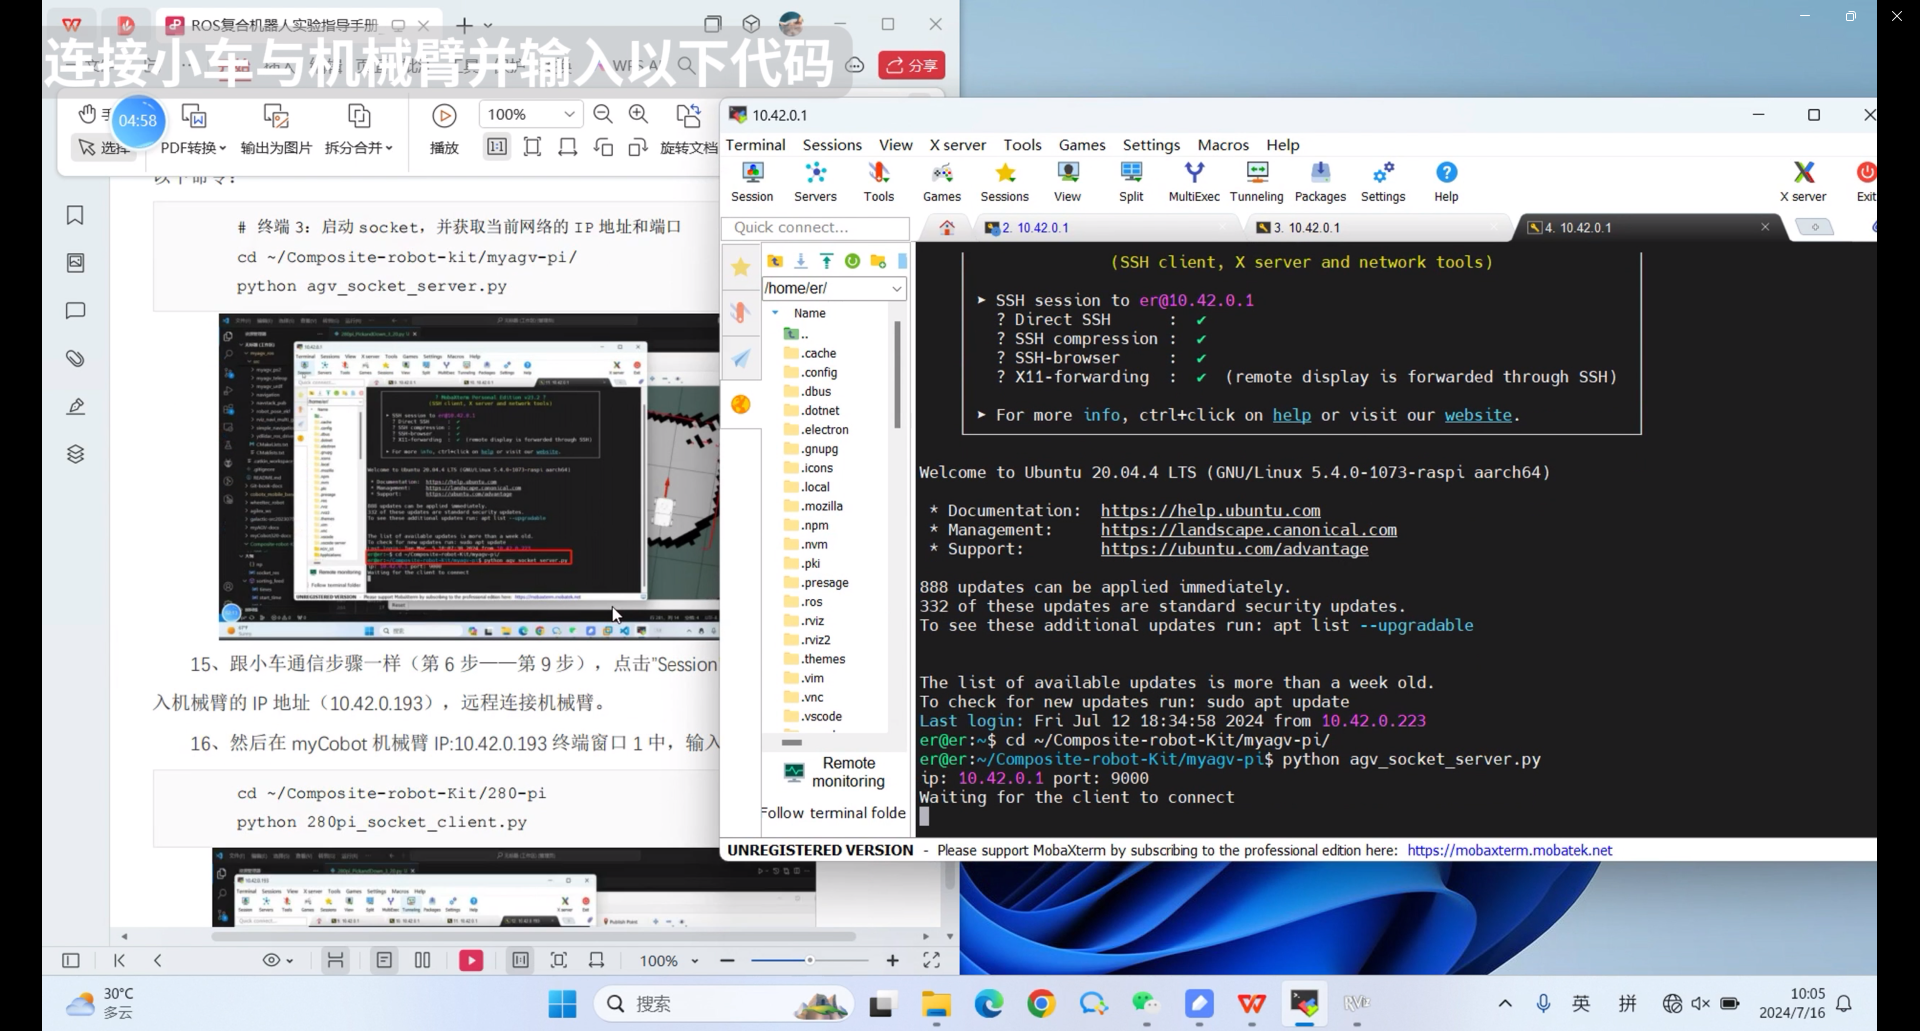 ROS复合机器人实验指导手册
连接小车与机械臂并输入以下代码
分享
04:58
100%
选择
PDF转换
输出为图片
拆分合并
播放
旋转文档
以下命令:
# 终端 3: 启动 socket, 并获取当前网络的 IP 地址和端口
cd ~/Composite-robot-kit/myagv-pi/
python agv_socket_server.py
15、跟小车通信步骤一样（第 6 步——第 9 步）, 点击"Session
入机械臂的 IP 地址（10.42.0.193）, 远程连接机械臂。
16、然后在 myCobot 机械臂 IP:10.42.0.193 终端窗口 1 中, 输入
cd ~/Composite-robot-Kit/280-pi
python 280pi_socket_client.py
100%
10.42.0.1
Terminal Sessions View X server Tools Games Settings Macros Help
Session Servers Tools Games Sessions View Split MultiExec Tunneling Packages Settings Help X server Exit
Quick connect...
2. 10.42.0.1
3. 10.42.0.1
4. 10.42.0.1
/home/er/
Name
..
.cache
.config
.dbus
.dotnet
.electron
.gnupg
.icons
.local
.mozilla
.npm
.nvm
.pki
.presage
.ros
.rviz
.rviz2
.themes
.vim
.vnc
.vscode
Remote
monitoring
Follow terminal folde
(SSH client, X server and network tools)
► SSH session to er@10.42.0.1
? Direct SSH : ✔
? SSH compression : ✔
? SSH-browser : ✔
? X11-forwarding : ✔ (remote display is forwarded through SSH)
► For more info, ctrl+click on help or visit our website.
Welcome to Ubuntu 20.04.4 LTS (GNU/Linux 5.4.0-1073-raspi aarch64)
* Documentation: https://help.ubuntu.com
* Management: https://landscape.canonical.com
* Support: https://ubuntu.com/advantage
888 updates can be applied immediately.
332 of these updates are standard security updates.
To see these additional updates run: apt list --upgradable
The list of available updates is more than a week old.
To check for new updates run: sudo apt update
Last login: Fri Jul 12 18:34:58 2024 from 10.42.0.223
er@er:~$ cd ~/Composite-robot-Kit/myagv-pi/
er@er:~/Composite-robot-Kit/myagv-pi$ python agv_socket_server.py
ip: 10.42.0.1 port: 9000
Waiting for the client to connect
UNREGISTERED VERSION - Please support MobaXterm by subscribing to the professional edition here: https://mobaxterm.mobatek.net
30°C
多云
搜索
英
拼
10:05
2024/7/16